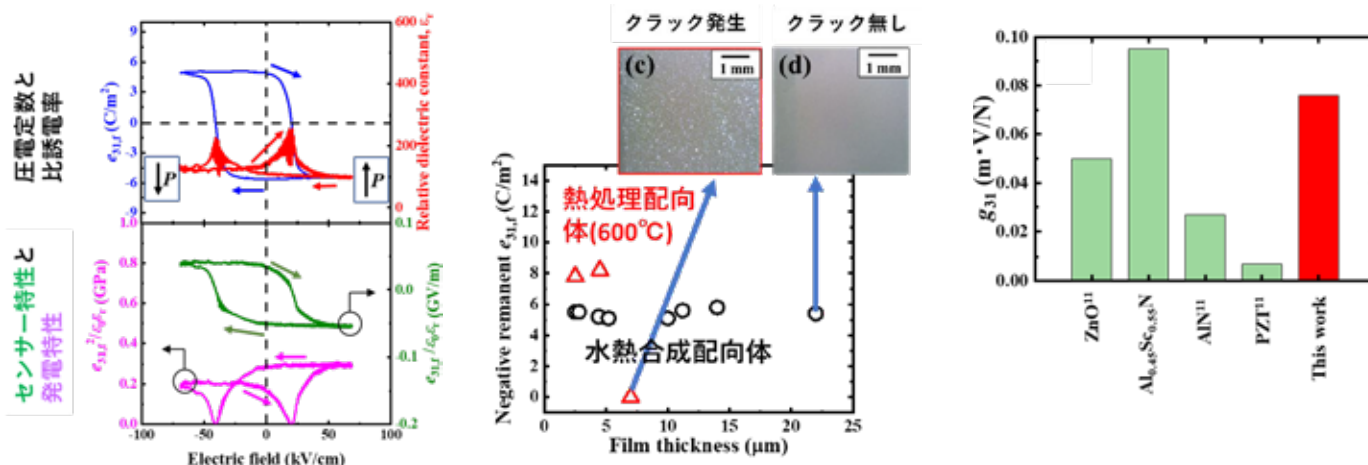 圧電定数と
比誘電率
センサー特性と
発電特性
e31,f (C/m2)
9
6
3
0
-3
-6
-9
Relative dielectric constant, εr
600
400
200
0
P
P
e31,f2/ε0εr (GPa)
1.0
0.8
0.6
0.4
0.2
0.0
e31,f/ε0εr (GV/m)
0.1
0.0
-0.1
-0.2
-100
-50
0
50
100
Electric field (kV/cm)
クラック発生
クラック無し
(c)
1 mm
(d)
1 mm
Negative remanent e31,f (C/m2)
14
12
10
8
6
4
2
0
熱処理配向
体(600℃)
水熱合成配向体
0
5
10
15
20
25
Film thickness (μm)
g31 (m・V/N)
0.10
0.08
0.06
0.04
0.02
0.00
ZnO11
AlN11
PZT11
This work